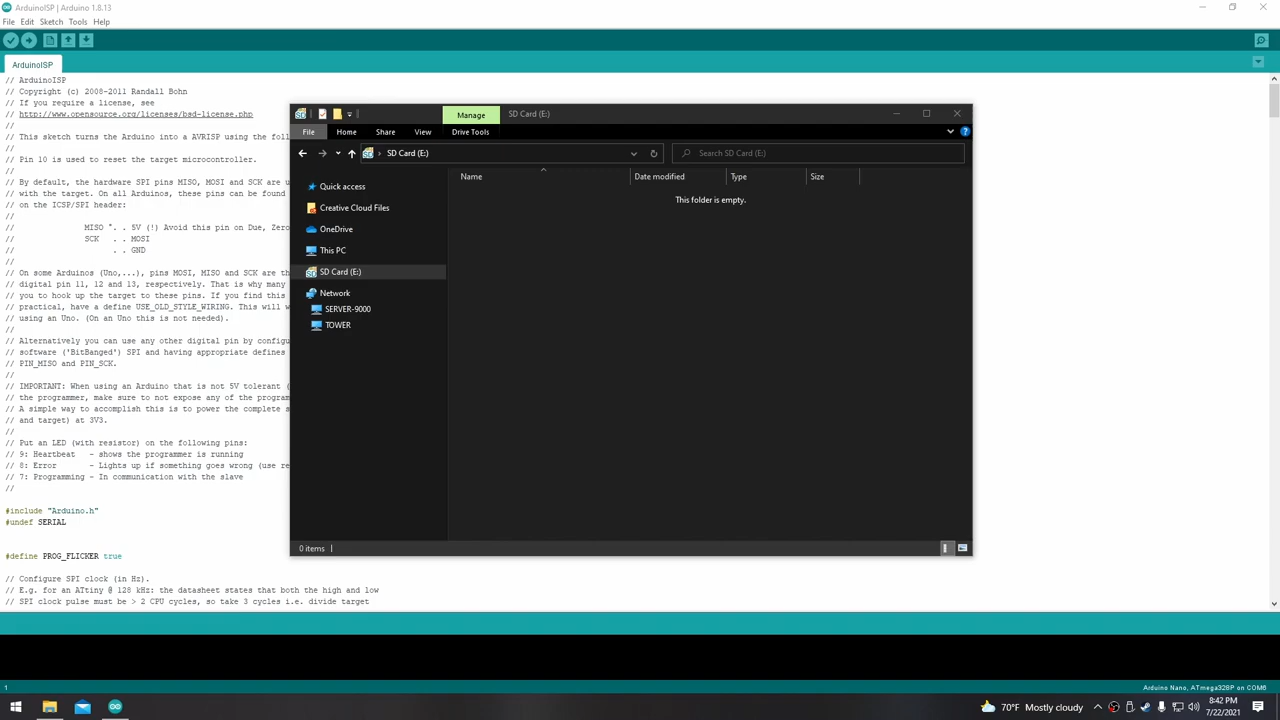 ArduinoISP | Arduino 1.8.13
File Edit Sketch Tools Help
ArduinoISP
// ArduinoISP
// Copyright (c) 2008-2011 Randall Bohn
// If you require a license, see
// http://www.opensource.org/licenses/bsd-license.php
//
// This sketch turns the Arduino into a AVRISP using the foll
//
// Pin 10 is used to reset the target microcontroller.
//
// By default, the hardware SPI pins MISO, MOSI and SCK are u
// with the target. On all Arduinos, these pins can be found
// on the ICSP/SPI header:
//
// MISO °. . 5V (!) Avoid this pin on Due, Zero
// SCK . . MOSI
// . . GND
//
// On some Arduinos (Uno,...), pins MOSI, MISO and SCK are th
// digital pin 11, 12 and 13, respectively. That is why many
// you to hook up the target to these pins. If you find this
// practical, have a define USE_OLD_STYLE_WIRING. This will w
// using an Uno. (On an Uno this is not needed).
//
// Alternatively you can use any other digital pin by configu
// software ('BitBanged') SPI and having appropriate defines
// PIN_MISO and PIN_SCK.
//
// IMPORTANT: When using an Arduino that is not 5V tolerant (
// the programmer, make sure to not expose any of the program
// A simple way to accomplish this is to power the complete s
// and target) at 3V3.
//
// Put an LED (with resistor) on the following pins:
// 9: Heartbeat - shows the programmer is running
// 8: Error - Lights up if something goes wrong (use re
// 7: Programming - In communication with the slave
//
#include "Arduino.h"
#undef SERIAL
#define PROG_FLICKER true
// Configure SPI clock (in Hz).
// E.g. for an ATtiny @ 128 kHz: the datasheet states that both the high and low
// SPI clock pulse must be > 2 CPU cycles, so take 3 cycles i.e. divide target
Manage SD Card (E:)
File Home Share View Drive Tools
SD Card (E:) Search SD Card (E:)
Name Date modified Type Size
This folder is empty.
Quick access
Creative Cloud Files
OneDrive
This PC
SD Card (E:)
Network
SERVER-9000
TOWER
0 items
1 Arduino Nano, ATmega328P on COM6
70°F Mostly cloudy
8:42 PM
7/22/2021